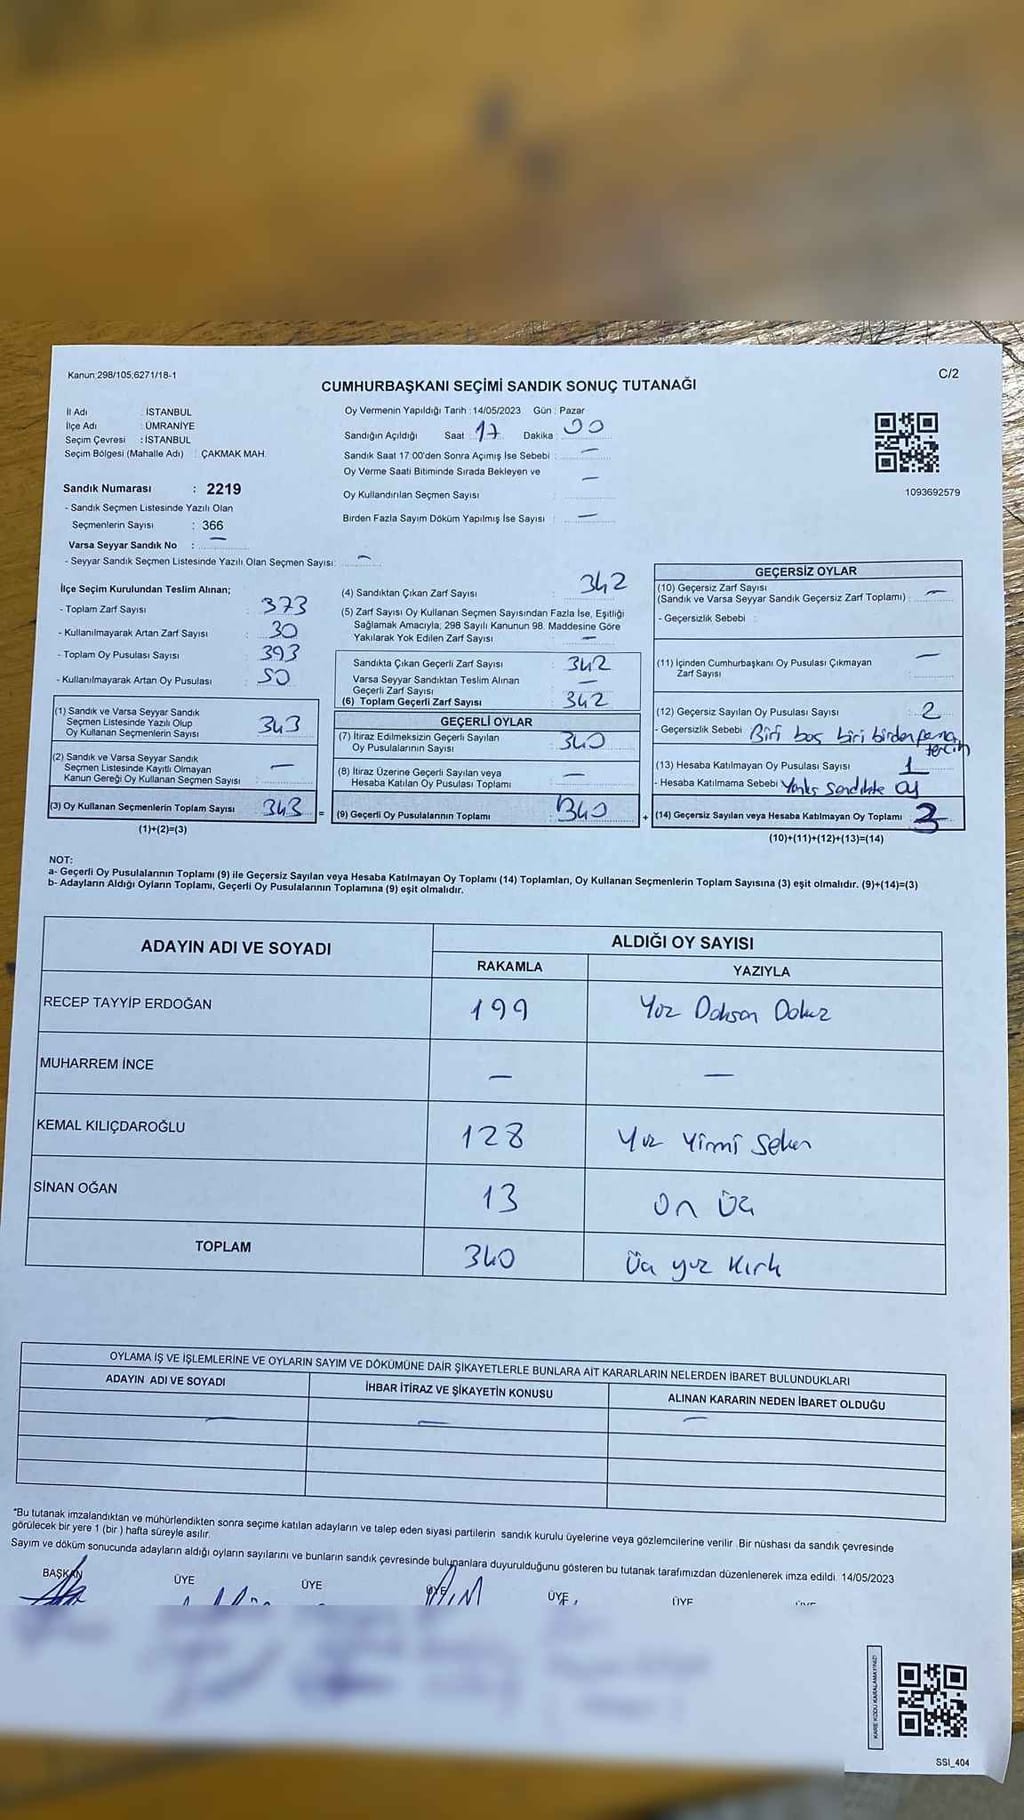 Kanun:298/105,6271/18-1
C/2
CUMHURBAŞKANI SEÇİMİ SANDIK SONUÇ TUTANAĞI
İl Adı : İSTANBUL
İlçe Adı : ÜMRANİYE
Seçim Çevresi : İSTANBUL
Seçim Bölgesi (Mahalle Adı) : ÇAKMAK MAH.
Sandık Numarası : 2219
- Sandık Seçmen Listesinde Yazılı Olan
Seçmenlerin Sayısı : 366
Varsa Seyyar Sandık No : —
- Seyyar Sandık Seçmen Listesinde Yazılı Olan Seçmen Sayısı: —
Oy Vermenin Yapıldığı Tarih : 14/05/2023 Gün : Pazar
Sandığın Açıldığı Saat 17 Dakika 00
Sandık Saat 17.00'den Sonra Açımış İse Sebebi : —
Oy Verme Saati Bitiminde Sırada Bekleyen ve
Oy Kullandırılan Seçmen Sayısı : —
Birden Fazla Sayım Döküm Yapılmış İse Sayısı : —
1093692579
İlçe Seçim Kurulundan Teslim Alınan;
- Toplam Zarf Sayısı : 373
- Kullanılmayarak Artan Zarf Sayısı : 30
- Toplam Oy Pusulası Sayısı : 393
- Kullanılmayarak Artan Oy Pusulası : 50
(1) Sandık ve Varsa Seyyar Sandık
Seçmen Listesinde Yazılı Olup
Oy Kullanan Seçmenlerin Sayısı : 343
(2) Sandık ve Varsa Seyyar Sandık
Seçmen Listesinde Kayıtlı Olmayan
Kanun Gereği Oy Kullanan Seçmen Sayısı : —
(3) Oy Kullanan Seçmenlerin Toplam Sayısı 343 =
(1)+(2)=(3)
(4) Sandıktan Çıkan Zarf Sayısı : 342
(5) Zarf Sayısı Oy Kullanan Seçmen Sayısından Fazla İse, Eşitliği
Sağlamak Amacıyla; 298 Sayılı Kanunun 98. Maddesine Göre
Yakılarak Yok Edilen Zarf Sayısı : —
Sandıkta Çıkan Geçerli Zarf Sayısı : 342
Varsa Seyyar Sandıktan Teslim Alınan
Geçerli Zarf Sayısı : —
(6) Toplam Geçerli Zarf Sayısı : 342
GEÇERLİ OYLAR
(7) İtiraz Edilmeksizin Geçerli Sayılan
Oy Pusulalarının Sayısı : 340
(8) İtiraz Üzerine Geçerli Sayılan veya
Hesaba Katılan Oy Pusulası Toplamı : —
(9) Geçerli Oy Pusulalarının Toplamı 340 +
GEÇERSİZ OYLAR
(10) Geçersiz Zarf Sayısı
(Sandık ve Varsa Seyyar Sandık Geçersiz Zarf Toplamı) : —
- Geçersizlik Sebebi :
(11) İçinden Cumhurbaşkanı Oy Pusulası Çıkmayan
Zarf Sayısı : —
(12) Geçersiz Sayılan Oy Pusulası Sayısı : 2
- Geçersizlik Sebebi Biri boş biri birden
tercih
(13) Hesaba Katılmayan Oy Pusulası Sayısı : 1
- Hesaba Katılmama Sebebi Yanlış sandıkta oy
(14) Geçersiz Sayılan veya Hesaba Katılmayan Oy Toplamı 3
(10)+(11)+(12)+(13)=(14)
NOT:
a- Geçerli Oy Pusulalarının Toplamı (9) ile Geçersiz Sayılan veya Hesaba Katılmayan Oy Toplamı (14) Toplamları, Oy Kullanan Seçmenlerin Toplam Sayısına (3) eşit olmalıdır. (9)+(14)=(3)
b- Adayların Aldığı Oyların Toplamı, Geçerli Oy Pusulalarının Toplamına (9) eşit olmalıdır.
ADAYIN ADI VE SOYADI
ALDIĞI OY SAYISI
RAKAMLA YAZIYLA
RECEP TAYYİP ERDOĞAN 199 Yüz Doksan Dokuz
MUHARREM İNCE — —
KEMAL KILIÇDAROĞLU 128 Yüz Yirmi Sekiz
SİNAN OĞAN 13 On Üç
TOPLAM 340 Üç yüz Kırk
OYLAMA İŞ VE İŞLEMLERİNE VE OYLARIN SAYIM VE DÖKÜMÜNE DAİR ŞİKAYETLERLE BUNLARA AİT KARARLARIN NELERDEN İBARET BULUNDUKLARI
ADAYIN ADI VE SOYADI İHBAR İTİRAZ VE ŞİKAYETİN KONUSU ALINAN KARARIN NEDEN İBARET OLDUĞU
— — —
*Bu tutanak imzalandıktan ve mühürlendikten sonra seçime katılan adayların ve talep eden siyasi partilerin sandık kurulu üyelerine veya gözlemcilerine verilir. Bir nüshası da sandık çevresinde
görülecek bir yere 1 (bir ) hafta süreyle asılır.
Sayım ve döküm sonucunda adayların aldığı oyların sayılarını ve bunların sandık çevresinde bulunanlara duyurulduğunu gösteren bu tutanak tarafımızdan düzenlenerek imza edildi. 14/05/2023
BAŞKAN ÜYE ÜYE ÜYE ÜYE ÜYE
KARE KODU KARALAMAYINIZ!
SSI_404